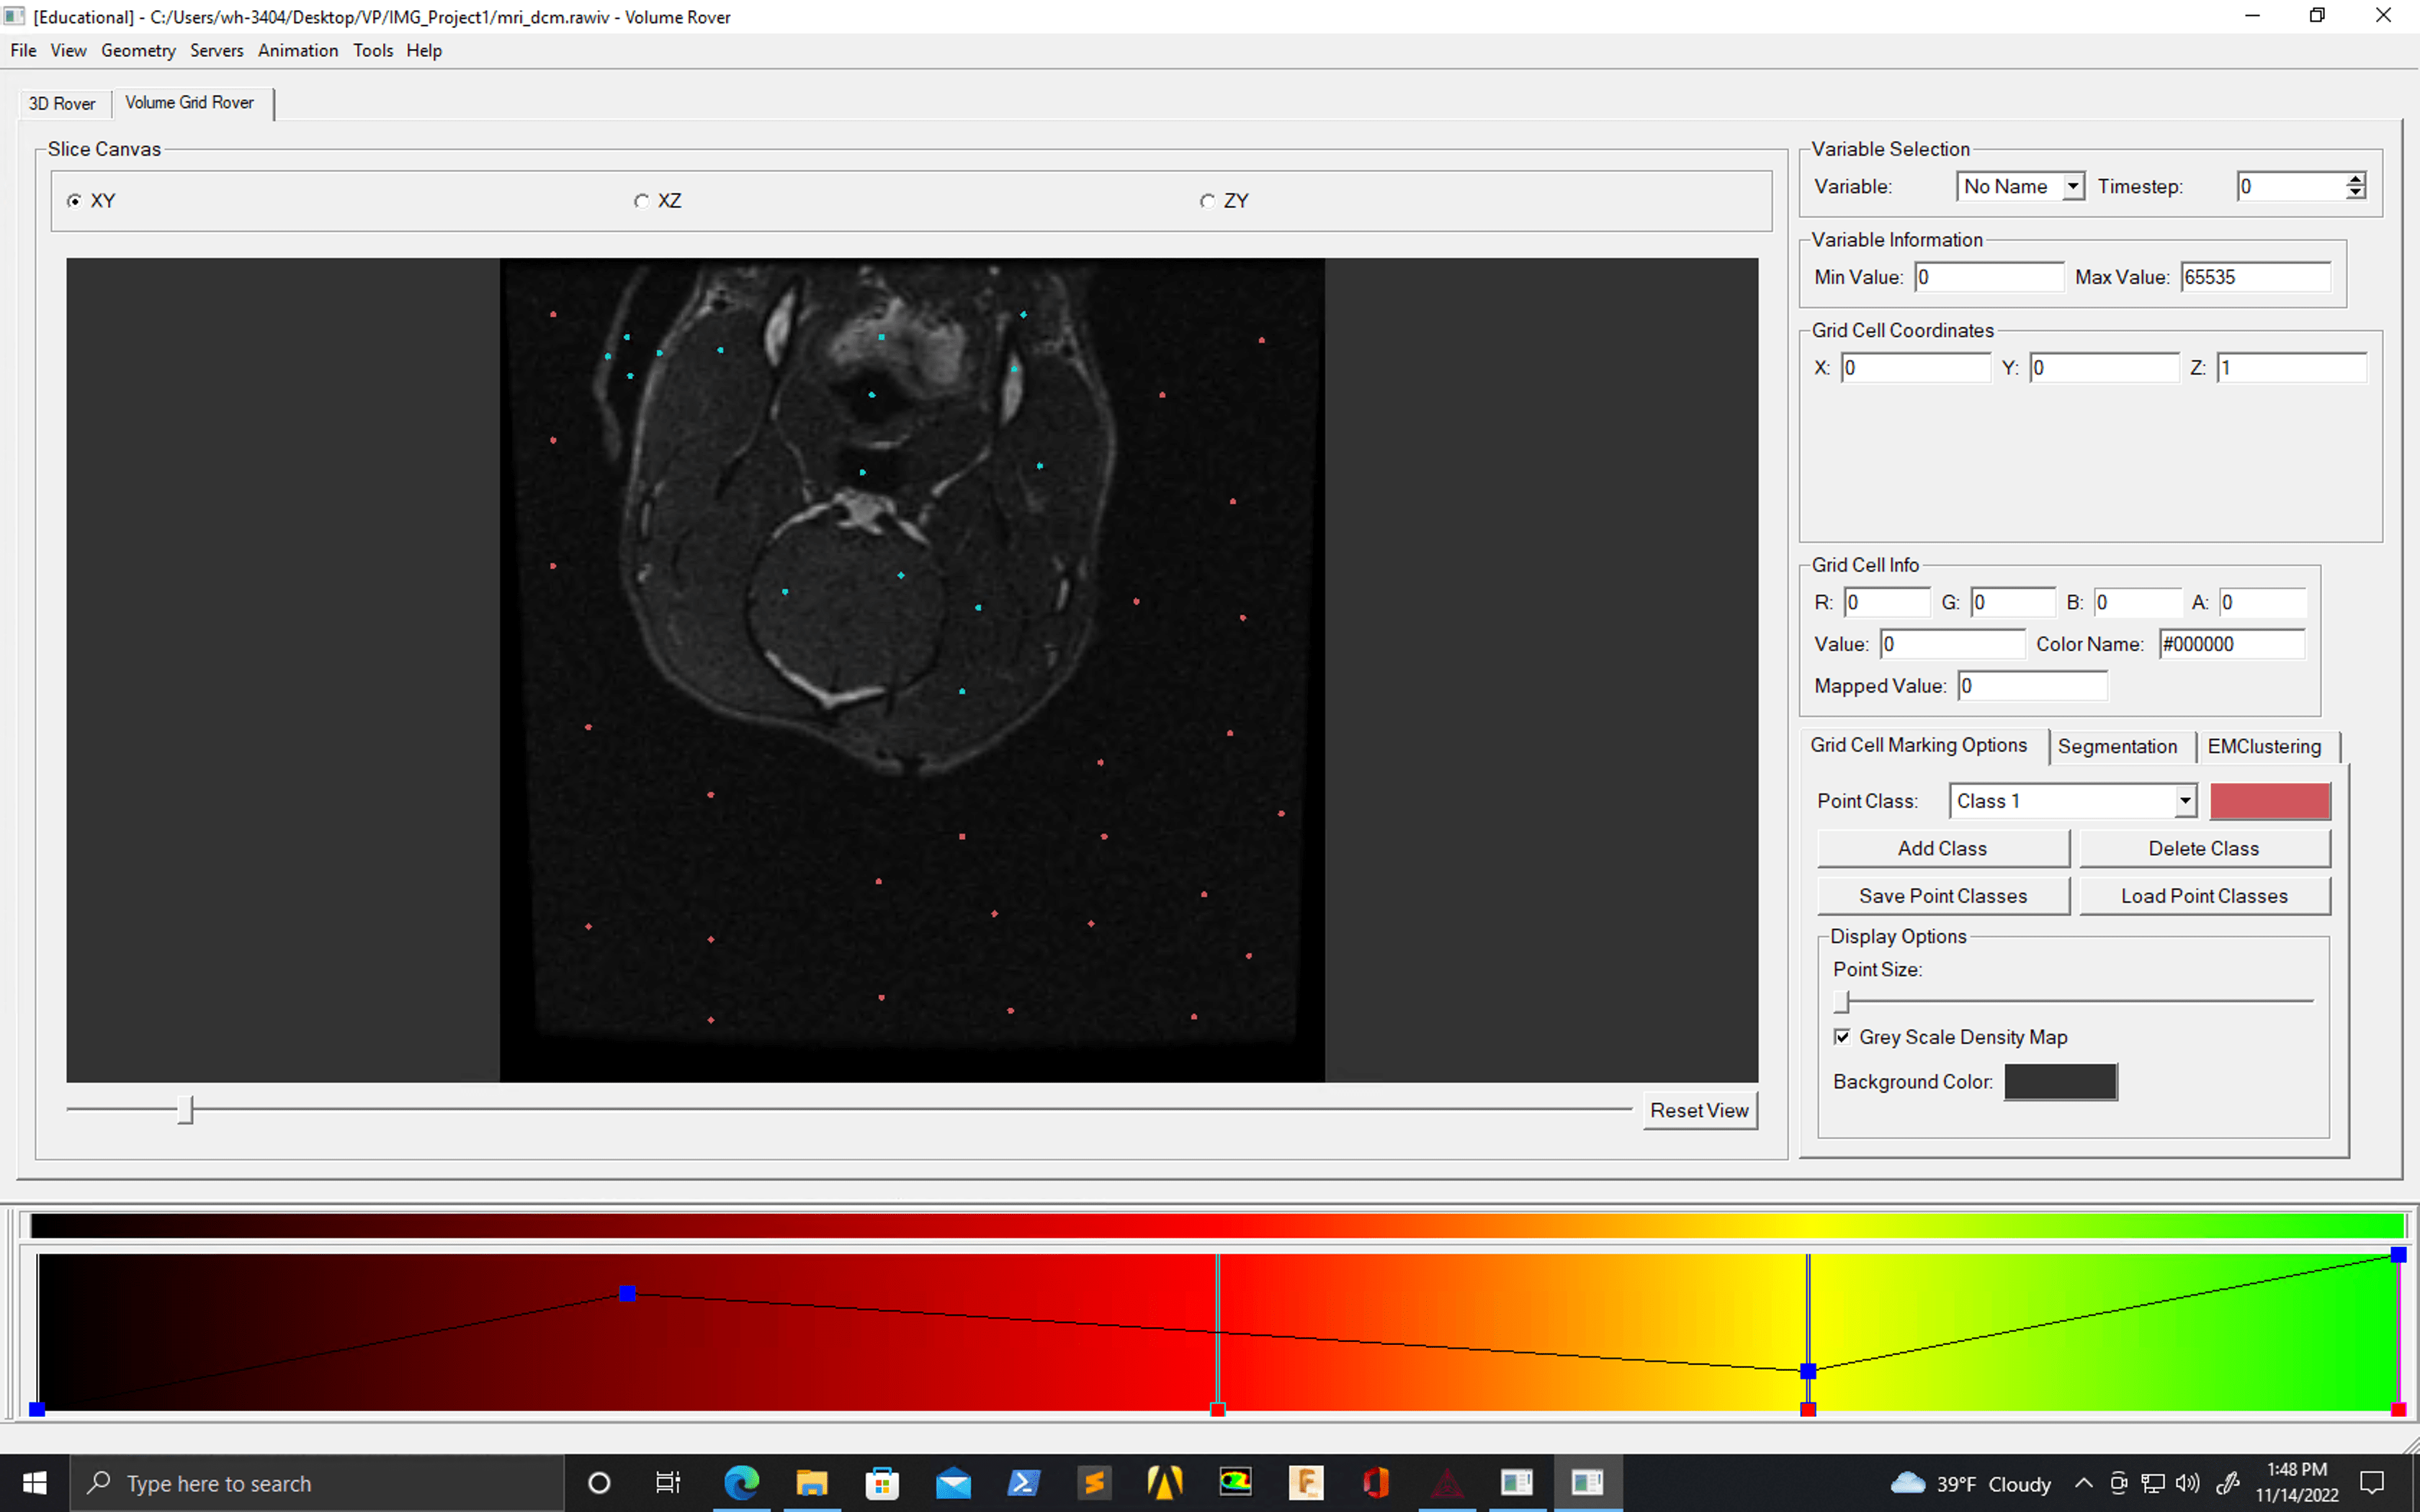 [Educational] - C:/Users/wh-3404/Desktop/VP/IMG_Project1/mri_dcm.rawiv - Volume Rover
File View Geometry Servers Animation Tools Help
3D Rover Volume Grid Rover
Slice Canvas
XY XZ ZY
Reset View
Variable Selection
Variable: No Name Timestep: 0
Variable Information
Min Value: 0 Max Value: 65535
Grid Cell Coordinates
X: 0 Y: 0 Z: 1
Grid Cell Info
R: 0 G: 0 B: 0 A: 0
Value: 0 Color Name: #000000
Mapped Value: 0
Grid Cell Marking Options Segmentation EMClustering
Point Class: Class 1
Add Class Delete Class
Save Point Classes Load Point Classes
Display Options
Point Size:
Grey Scale Density Map
Background Color:
Type here to search
39°F Cloudy
1:48 PM
11/14/2022